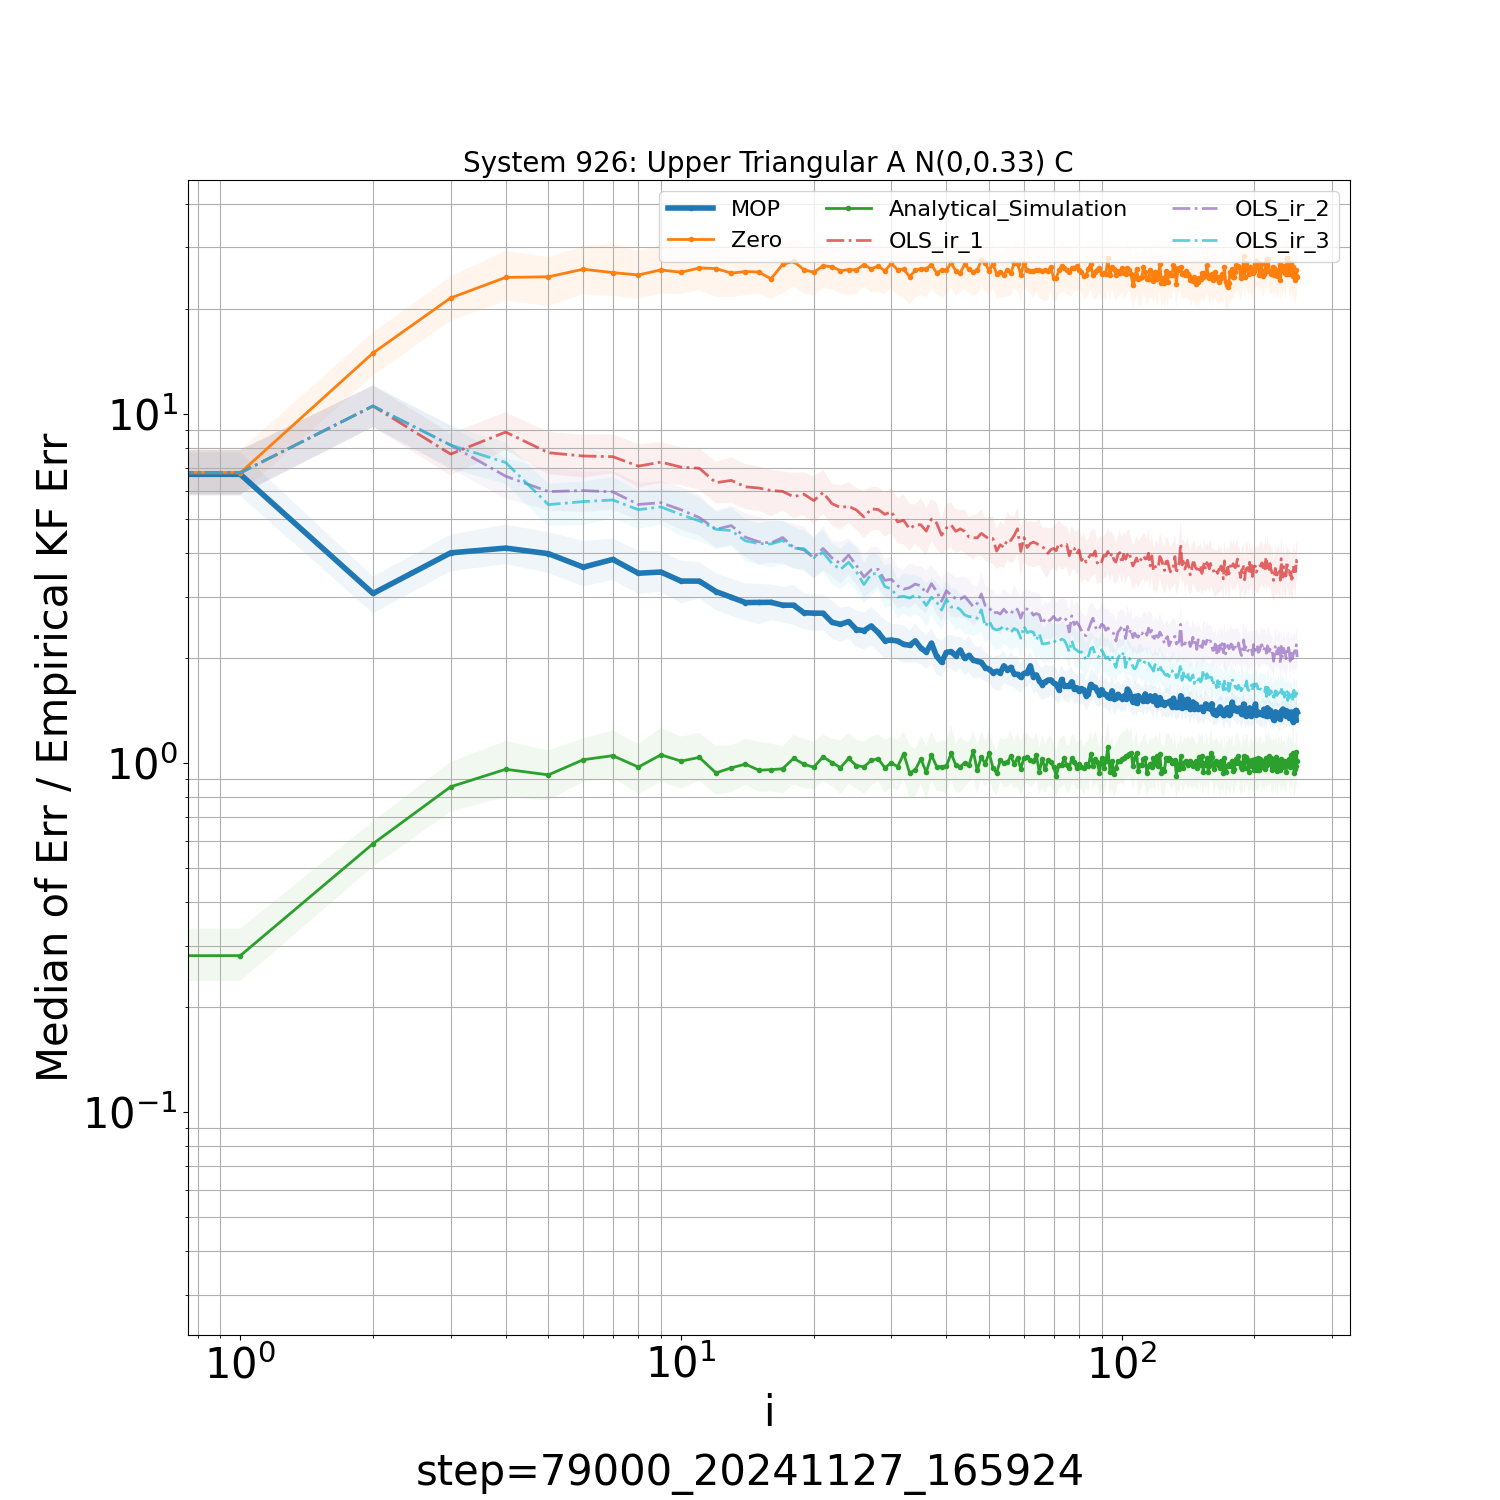 System 926: Upper Triangular A N(0,0.33) C
MOP
Zero
Analytical_Simulation
OLS_ir_1
OLS_ir_2
OLS_ir_3
Median of Err / Empirical KF Err
10¹
10⁰
10⁻¹
10⁰ 10¹ 10²
i
step=79000_20241127_165924